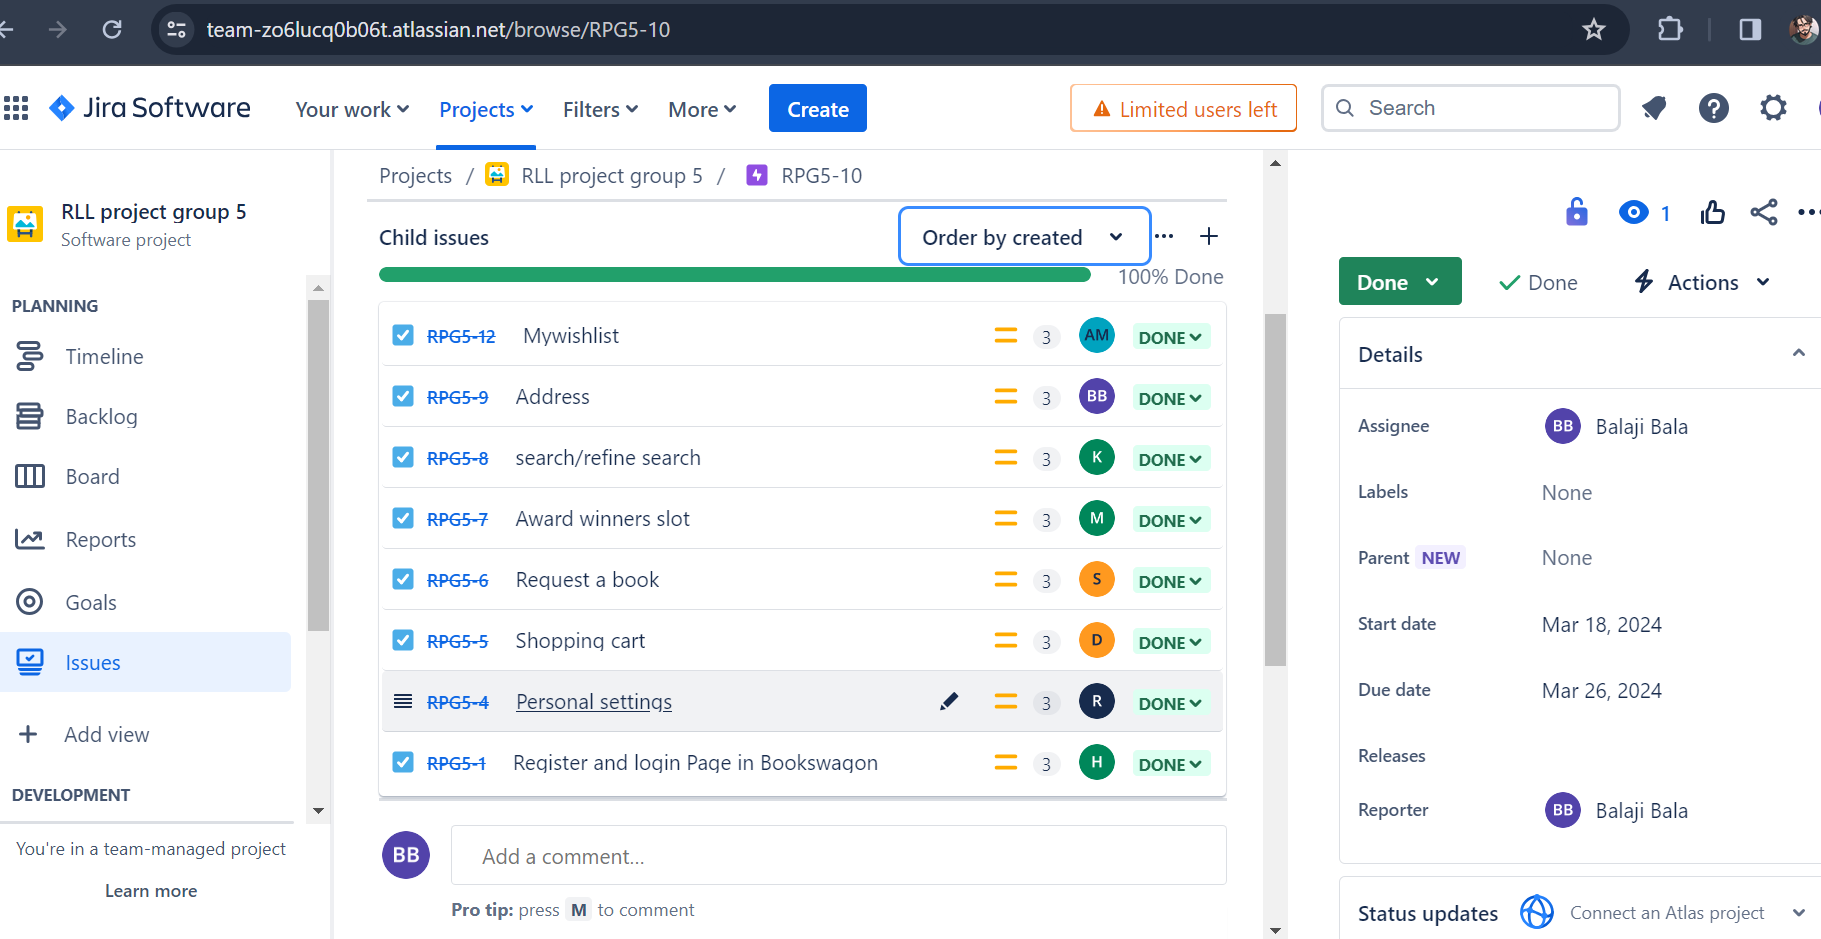 team-zo6lucq0b06t.atlassian.net/browse/RPG5-10
Jira Software Your work Projects Filters More Create Limited users left Search
Projects / RLL project group 5 / RPG5-10
RLL project group 5
Software project
PLANNING
Timeline
Backlog
Board
Reports
Goals
Issues
Add view
DEVELOPMENT
You're in a team-managed project
Learn more
Child issues Order by created
100% Done
RPG5-12 Mywishlist 3 AM DONE
RPG5-9 Address 3 BB DONE
RPG5-8 search/refine search 3 K DONE
RPG5-7 Award winners slot 3 M DONE
RPG5-6 Request a book 3 S DONE
RPG5-5 Shopping cart 3 D DONE
RPG5-4 Personal settings 3 R DONE
RPG5-1 Register and login Page in Bookswagon 3 H DONE
BB Add a comment...
Pro tip: press M to comment
1
Done Done Actions
Details
Assignee BB Balaji Bala
Labels None
Parent NEW None
Start date Mar 18, 2024
Due date Mar 26, 2024
Releases
Reporter BB Balaji Bala
Status updates Connect an Atlas project